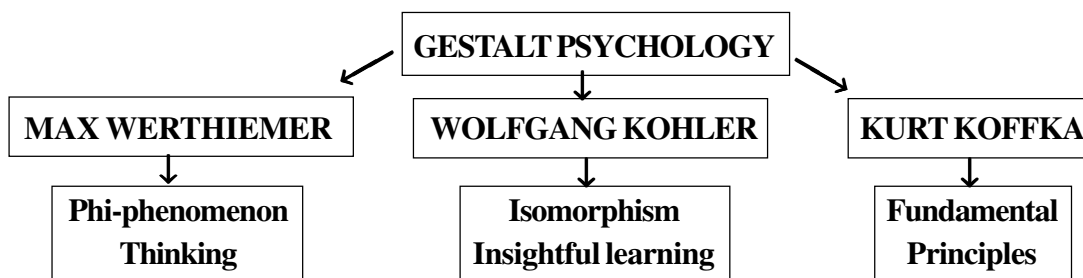 GESTALT PSYCHOLOGY
MAX WERTHIEMER
WOLFGANG KOHLER
KURT KOFFKA
Phi-phenomenon
Thinking
Isomorphism
Insightful learning
Fundamental
Principles